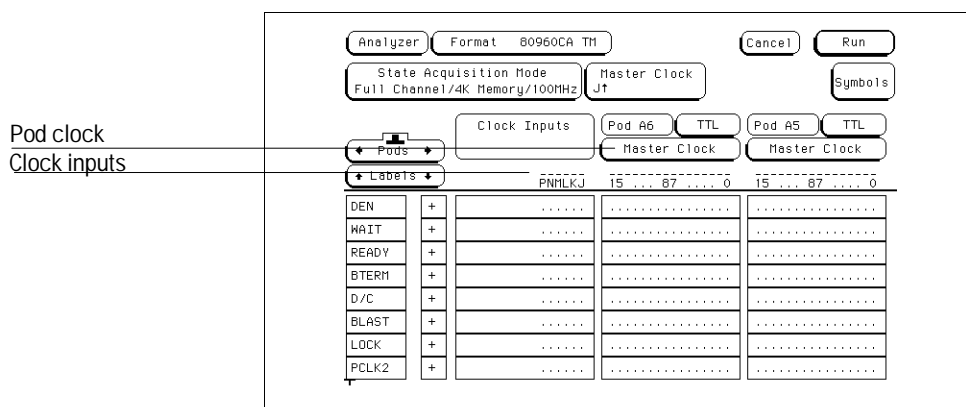 Analyzer Format 80960CA TM Cancel Run
State Acquisition Mode
Full Channel/4K Memory/100MHz
Master Clock
J↑
Symbols
Pod clock
Clock inputs
Clock Inputs Pod A6 TTL Pod A5 TTL
← Pods → Master Clock Master Clock
↑ Labels ↓ PNMLKJ 15 ... 87 .... 0 15 ... 87 .... 0
DEN + ...... ................ ................
WAIT + ...... ................ ................
READY + ...... ................ ................
BTERM + ...... ................ ................
D/C + ...... ................ ................
BLAST + ...... ................ ................
LOCK + ...... ................ ................
PCLK2 + ...... ................ ................